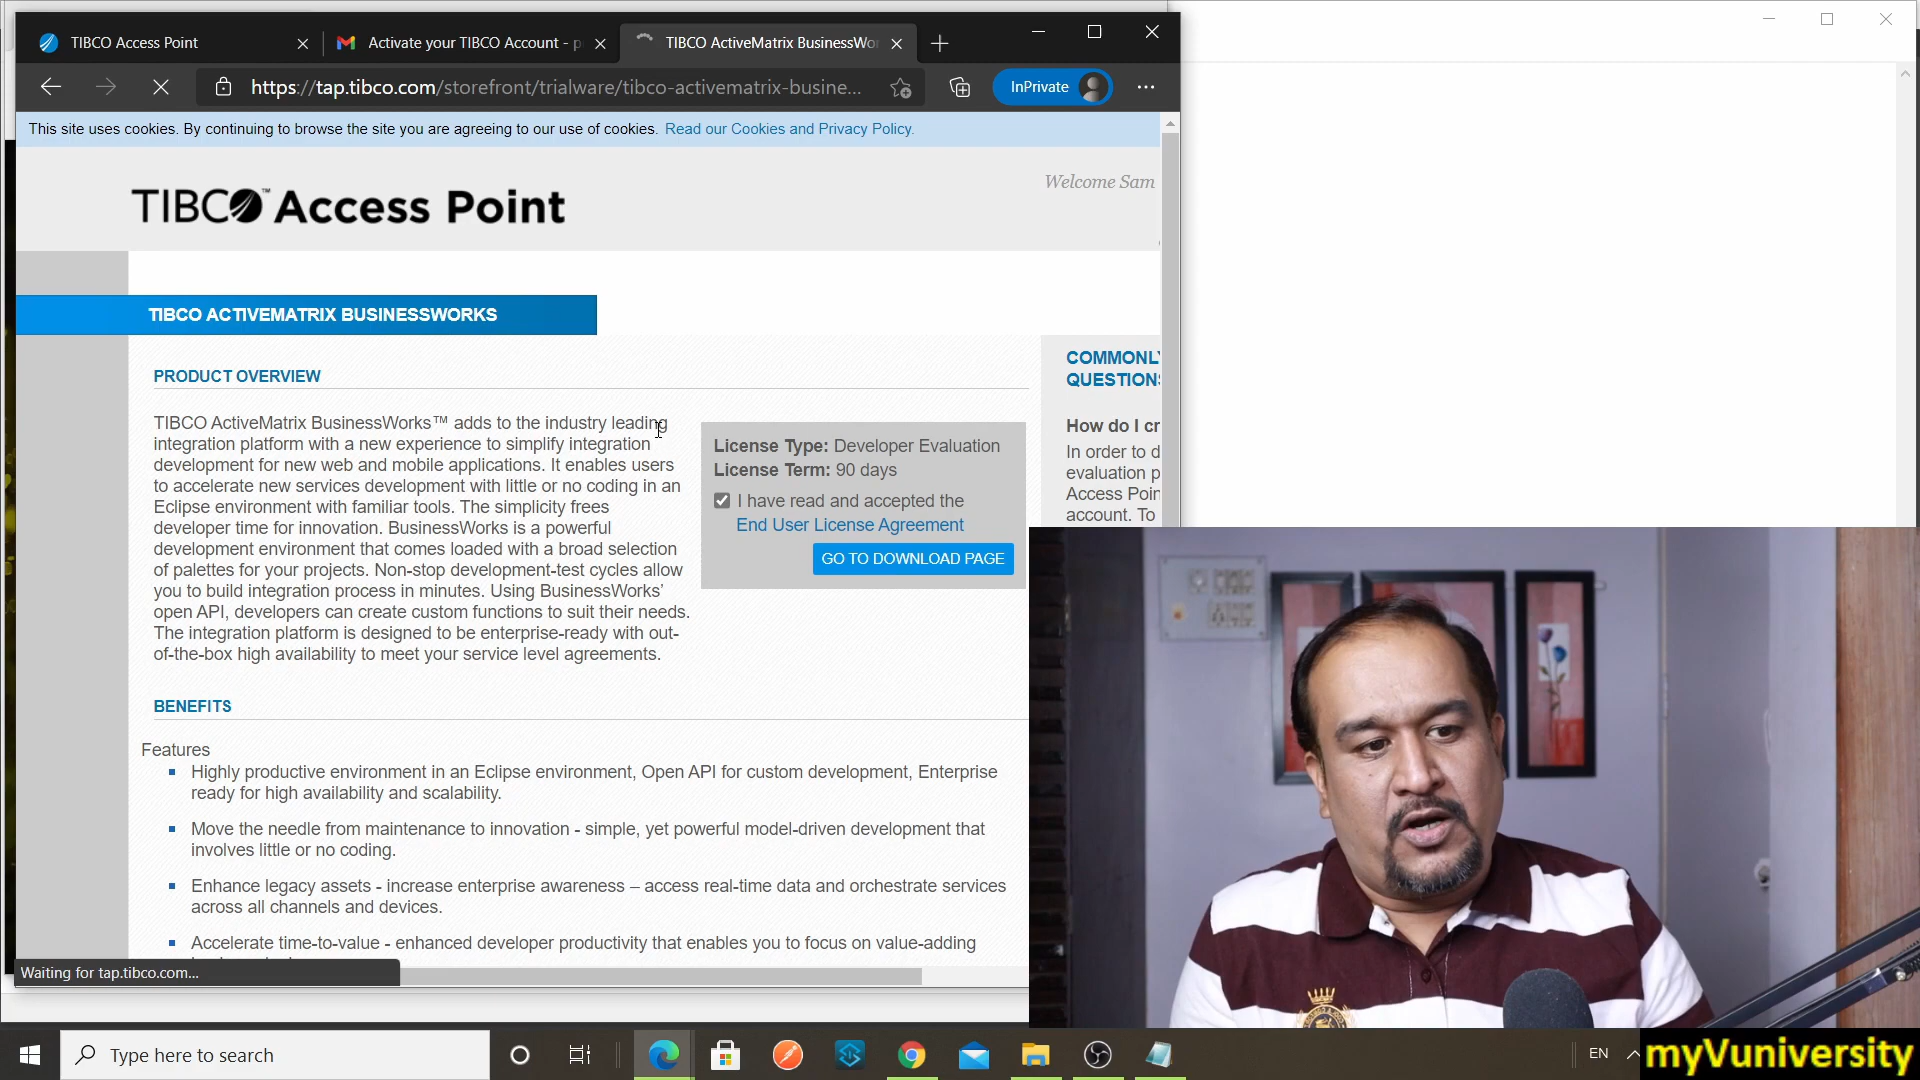 TIBCO Access Point
Activate your TIBCO Account - p
TIBCO ActiveMatrix BusinessWo
https://tap.tibco.com/storefront/trialware/tibco-activematrix-busine...
InPrivate
This site uses cookies. By continuing to browse the site you are agreeing to our use of cookies. Read our Cookies and Privacy Policy.
TIBCO™ Access Point
Welcome Sam
TIBCO ACTIVEMATRIX BUSINESSWORKS
PRODUCT OVERVIEW
TIBCO ActiveMatrix BusinessWorks™ adds to the industry leading
integration platform with a new experience to simplify integration
development for new web and mobile applications. It enables users
to accelerate new services development with little or no coding in an
Eclipse environment with familiar tools. The simplicity frees
developer time for innovation. BusinessWorks is a powerful
development environment that comes loaded with a broad selection
of palettes for your projects. Non-stop development-test cycles allow
you to build integration process in minutes. Using BusinessWorks'
open API, developers can create custom functions to suit their needs.
The integration platform is designed to be enterprise-ready with out-
of-the-box high availability to meet your service level agreements.
License Type: Developer Evaluation
License Term: 90 days
I have read and accepted the
End User License Agreement
GO TO DOWNLOAD PAGE
COMMONLY
QUESTIONS
How do I cr
In order to d
evaluation p
Access Poin
account. To
BENEFITS
Features
Highly productive environment in an Eclipse environment, Open API for custom development, Enterprise
ready for high availability and scalability.
Move the needle from maintenance to innovation - simple, yet powerful model-driven development that
involves little or no coding.
Enhance legacy assets - increase enterprise awareness – access real-time data and orchestrate services
across all channels and devices.
Accelerate time-to-value - enhanced developer productivity that enables you to focus on value-adding
Waiting for tap.tibco.com...
Type here to search
EN
myVuniversity